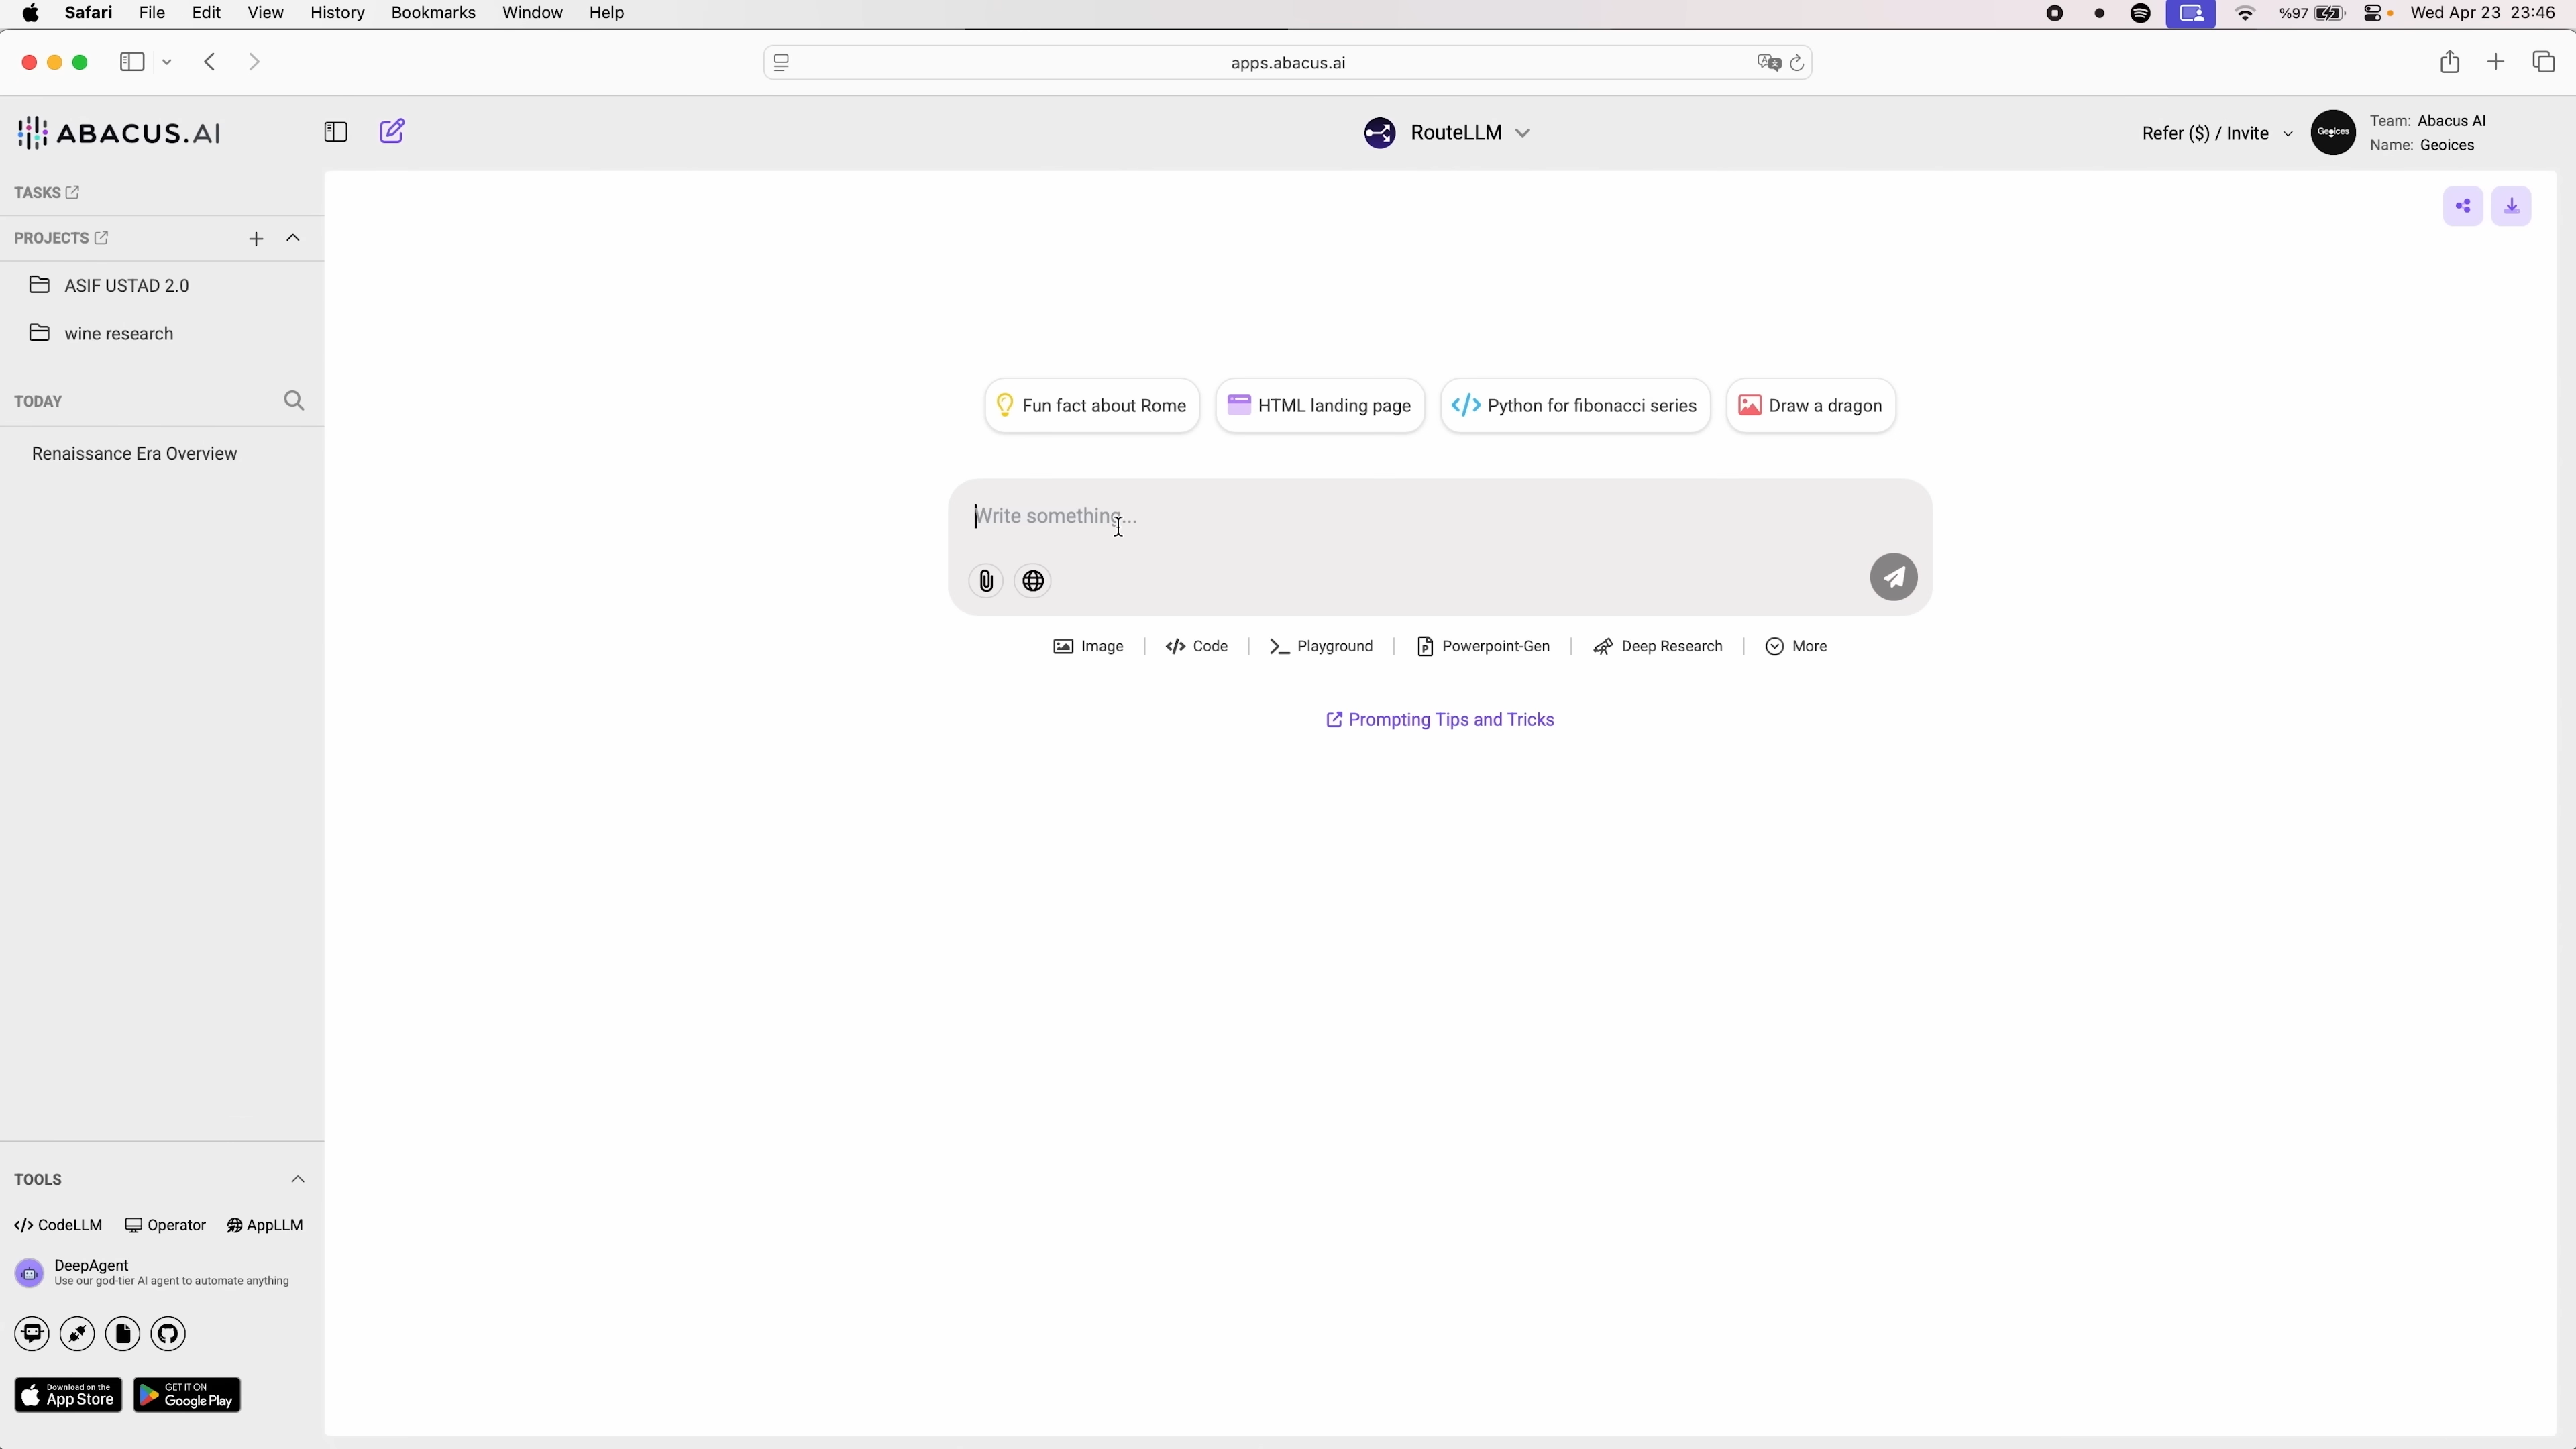 Safari File Edit View History Bookmarks Window Help
%97 Wed Apr 23 23:46
apps.abacus.ai
ABACUS.AI
RouteLLM
Refer ($) / Invite
Geoices
Team: Abacus AI
Name: Geoices
TASKS
PROJECTS
ASIF USTAD 2.0
wine research
TODAY
Renaissance Era Overview
Fun fact about Rome
HTML landing page
Python for fibonacci series
Draw a dragon
Write something...
Image
Code
Playground
Powerpoint-Gen
Deep Research
More
Prompting Tips and Tricks
TOOLS
CodeLLM
Operator
AppLLM
DeepAgent
Use our god-tier AI agent to automate anything
Download on the
App Store
GET IT ON
Google Play